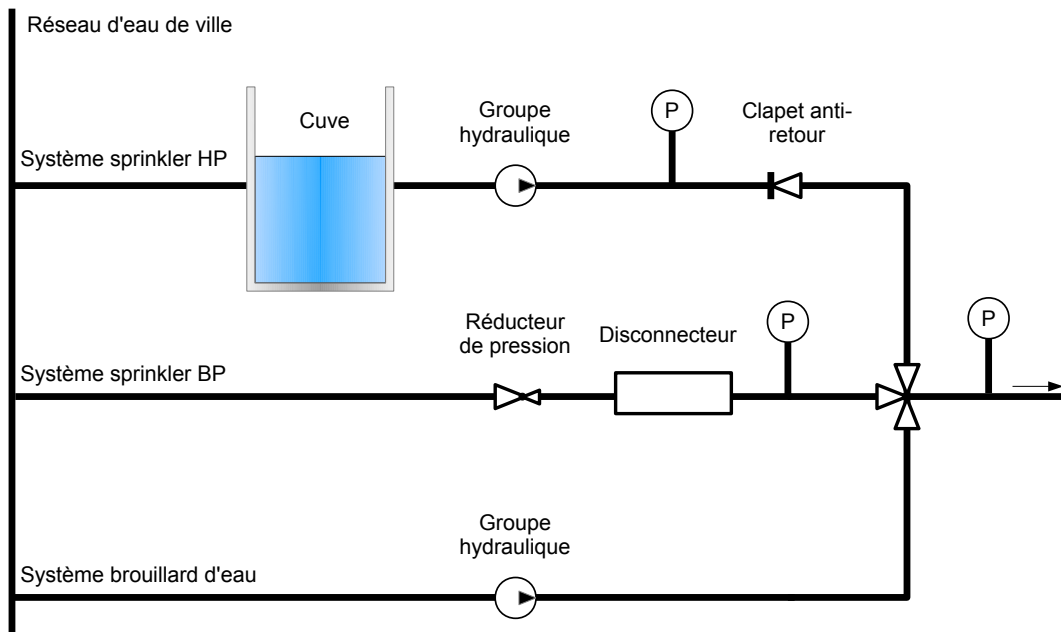 Réseau d'eau de ville
Cuve
Groupe
hydraulique
P
Clapet anti-
retour
Système sprinkler HP
Réducteur
de pression
Disconnecteur
P
P
Système sprinkler BP
Groupe
hydraulique
Système brouillard d'eau